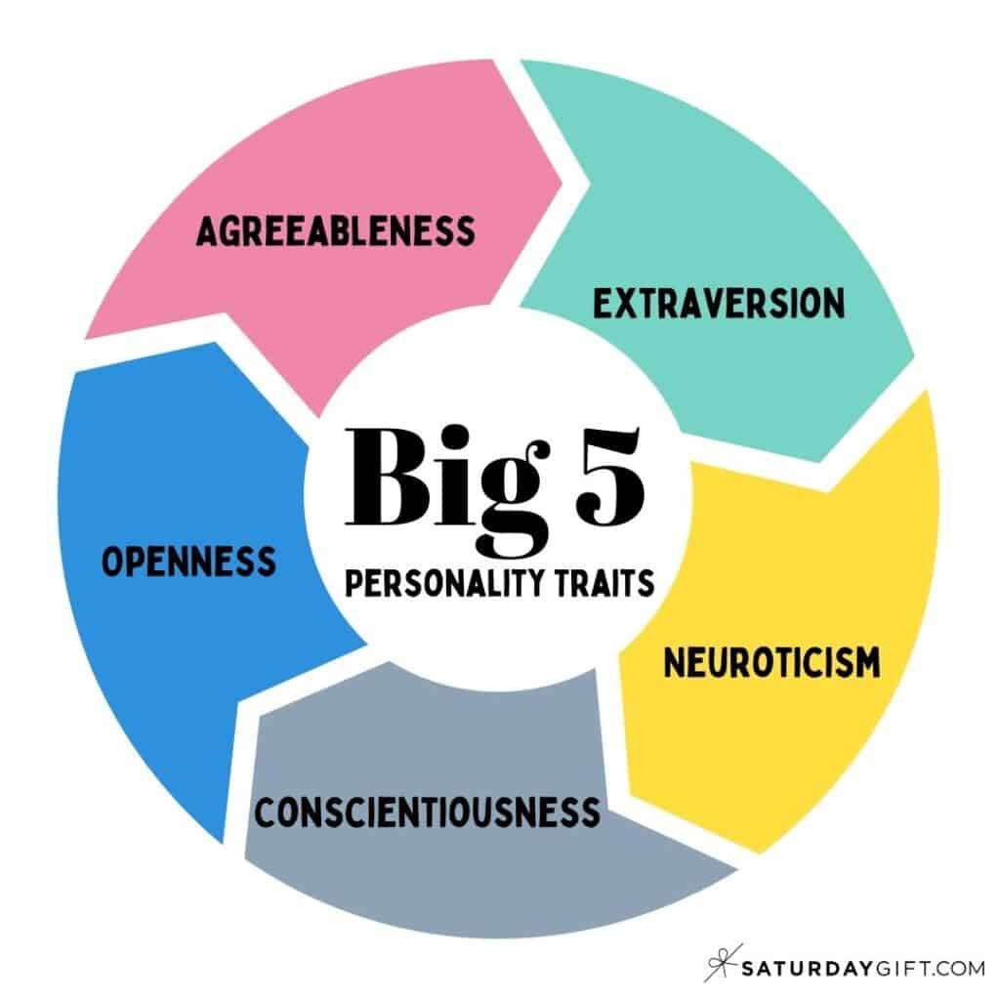 AGREEABLENESS
EXTRAVERSION
Big 5
PERSONALITY TRAITS
OPENNESS
NEUROTICISM
CONSCIENTIOUSNESS
SATURDAYGIFT.COM